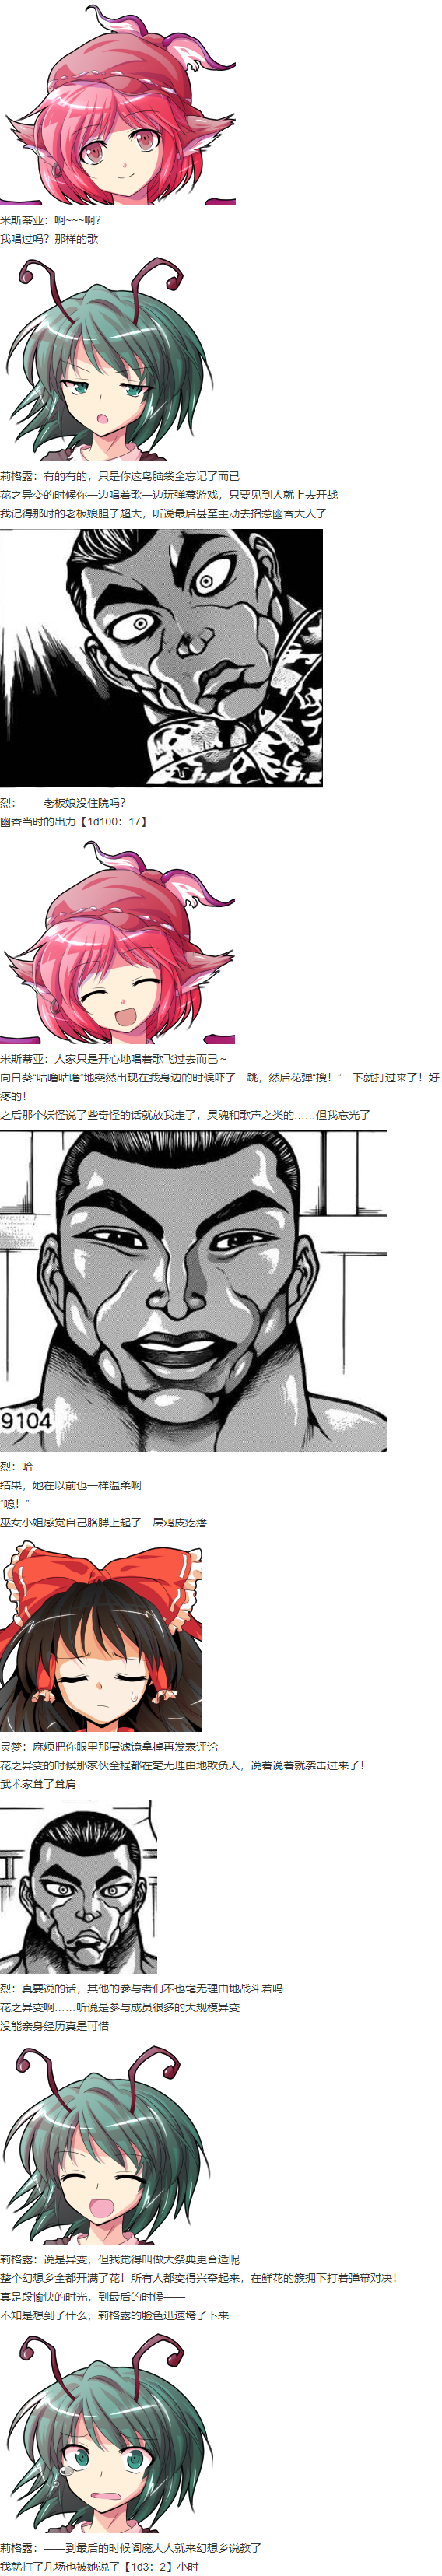 米斯蒂亚：啊~~~啊？
我唱过吗？那样的歌
莉格露：有的有的，只是你这鸟脑袋全忘记了而已
花之异变的时候你一边唱着歌一边玩弹幕游戏，只要见到人就上去开战
我记得那时的老板娘胆子超大，听说最后甚至主动去招惹幽香大人了
烈：——老板娘没住院吗？
幽香当时的出力【1d100：17】
米斯蒂亚：人家只是开心地唱着歌飞过去而已~
向日葵“咕噜咕噜”地突然出现在我身边的时候吓了一跳，然后花弹“搜！”一下就打过来了！好
疼的！
之后那个妖怪说了些奇怪的话就放我走了，灵魂和歌声之类的……但我忘光了
9104
烈：哈
结果，她在以前也一样温柔啊
“噫！”
巫女小姐感觉自己胳膊上起了一层鸡皮疙瘩
灵梦：麻烦把你眼里那层滤镜拿掉再发表评论
花之异变的时候那家伙全程都在毫无理由地欺负人，说着说着就袭击过来了！
武术家耸了耸肩
烈：真要说的话，其他的参与者们不也毫无理由地战斗着吗
花之异变啊……听说是参与成员很多的大规模异变
没能亲身经历真是可惜
莉格露：说是异变，但我觉得叫做大祭典更合适呢
整个幻想乡全都开满了花！所有人都变得兴奋起来，在鲜花的簇拥下打着弹幕对决！
真是段愉快的时光，到最后的时候——
不知是想到了什么，莉格露的脸色迅速垮了下来
莉格露：——到最后的时候阎魔大人就来幻想乡说教了
我就打了几场也被她说了【1d3：2】小时